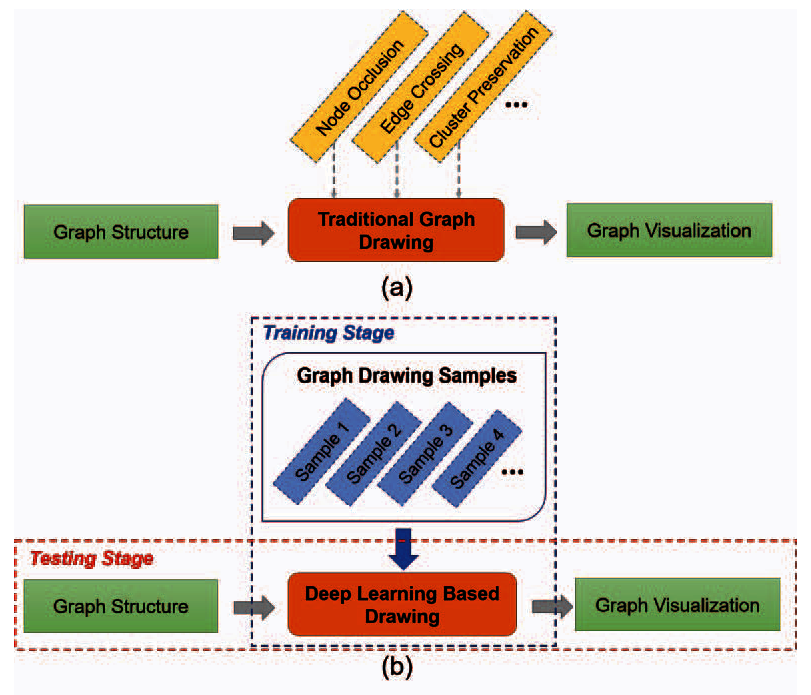 Node Occlusion
Edge Crossing
Cluster Preservation
...
Graph Structure
Traditional Graph
Drawing
Graph Visualization
(a)
Training Stage
Graph Drawing Samples
Sample 1
Sample 2
Sample 3
Sample 4
...
Testing Stage
Graph Structure
Deep Learning Based
Drawing
Graph Visualization
(b)